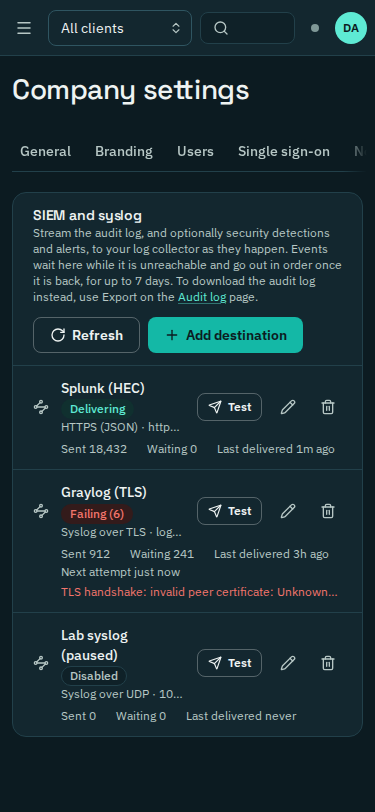 All clients
DA
Company settings
General Branding Users Single sign-on N
SIEM and syslog
Stream the audit log, and optionally security detections
and alerts, to your log collector as they happen. Events
wait here while it is unreachable and go out in order once
it is back, for up to 7 days. To download the audit log
instead, use Export on the Audit log page.
Refresh Add destination
Splunk (HEC)
Delivering
Test
HTTPS (JSON) · http...
Sent 18,432 Waiting 0 Last delivered 1m ago
Graylog (TLS)
Failing (6)
Test
Syslog over TLS · log...
Sent 912 Waiting 241 Last delivered 3h ago
Next attempt just now
TLS handshake: invalid peer certificate: Unknown...
Lab syslog
(paused)
Disabled
Test
Syslog over UDP · 10...
Sent 0 Waiting 0 Last delivered never